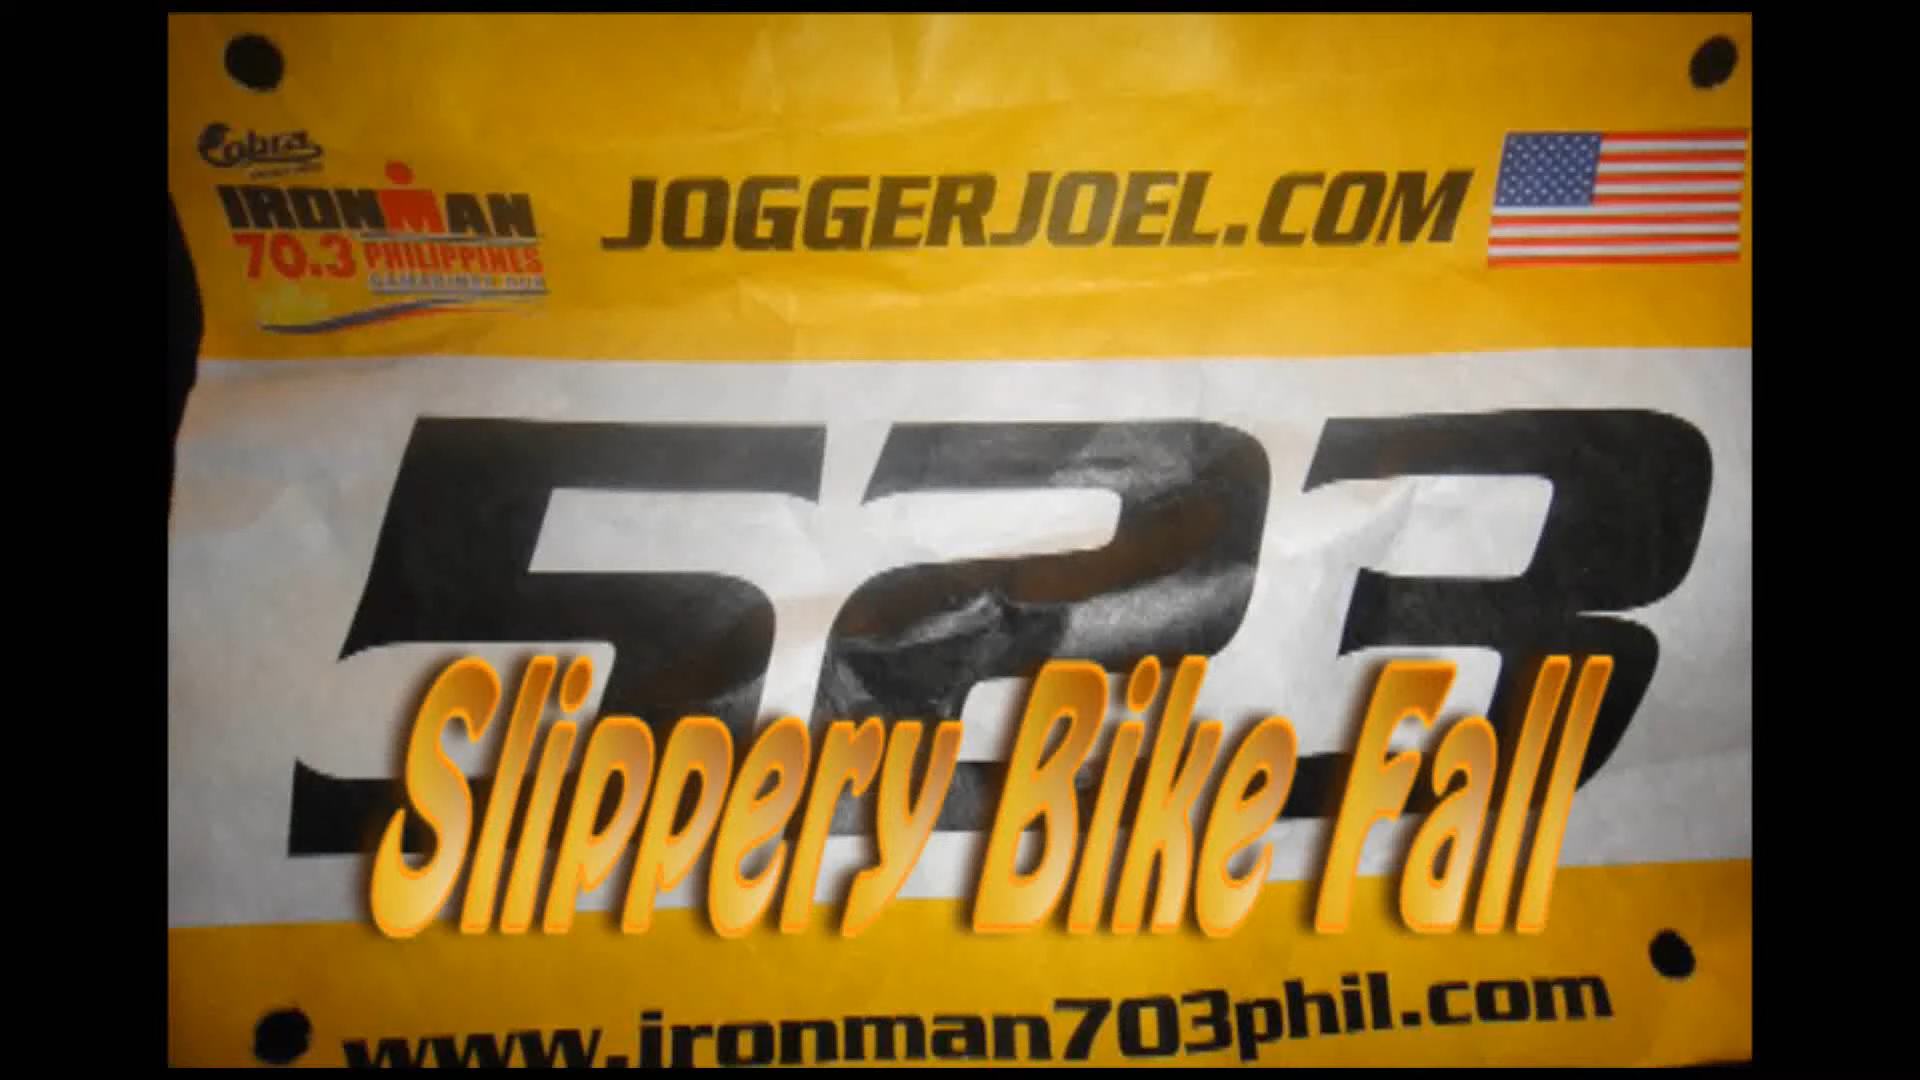 Cobra
IRONMAN
70.3 PHILIPPINES
JOGGERJOEL.COM
523
Slippery Bike Fall
www.ironman703phil.com